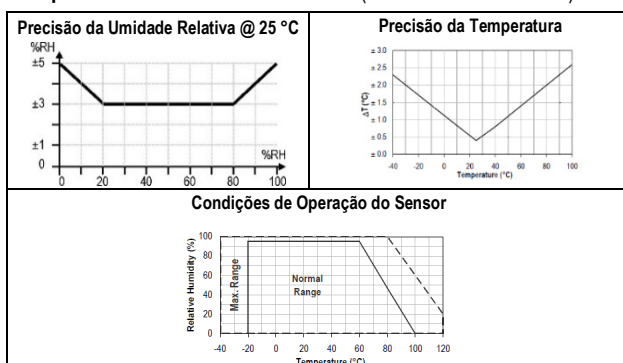 Precisão da Umidade Relativa @ 25 °C
%RH
±5
±3
±1
0
%RH
0 20 40 60 80 100
Precisão da Temperatura
± 3.0
± 2.5
± 2.0
± 1.5
± 1.0
± 0.5
± 0.0
ΔT (°C)
-40 -20 0 20 40 60 80 100
Temperature (°C)
Condições de Operação do Sensor
Relative Humidity (%)
100
80
60
40
20
0
Max. Range
Normal
Range
-40 -20 0 20 40 60 80 100 120
Temperature (°C)